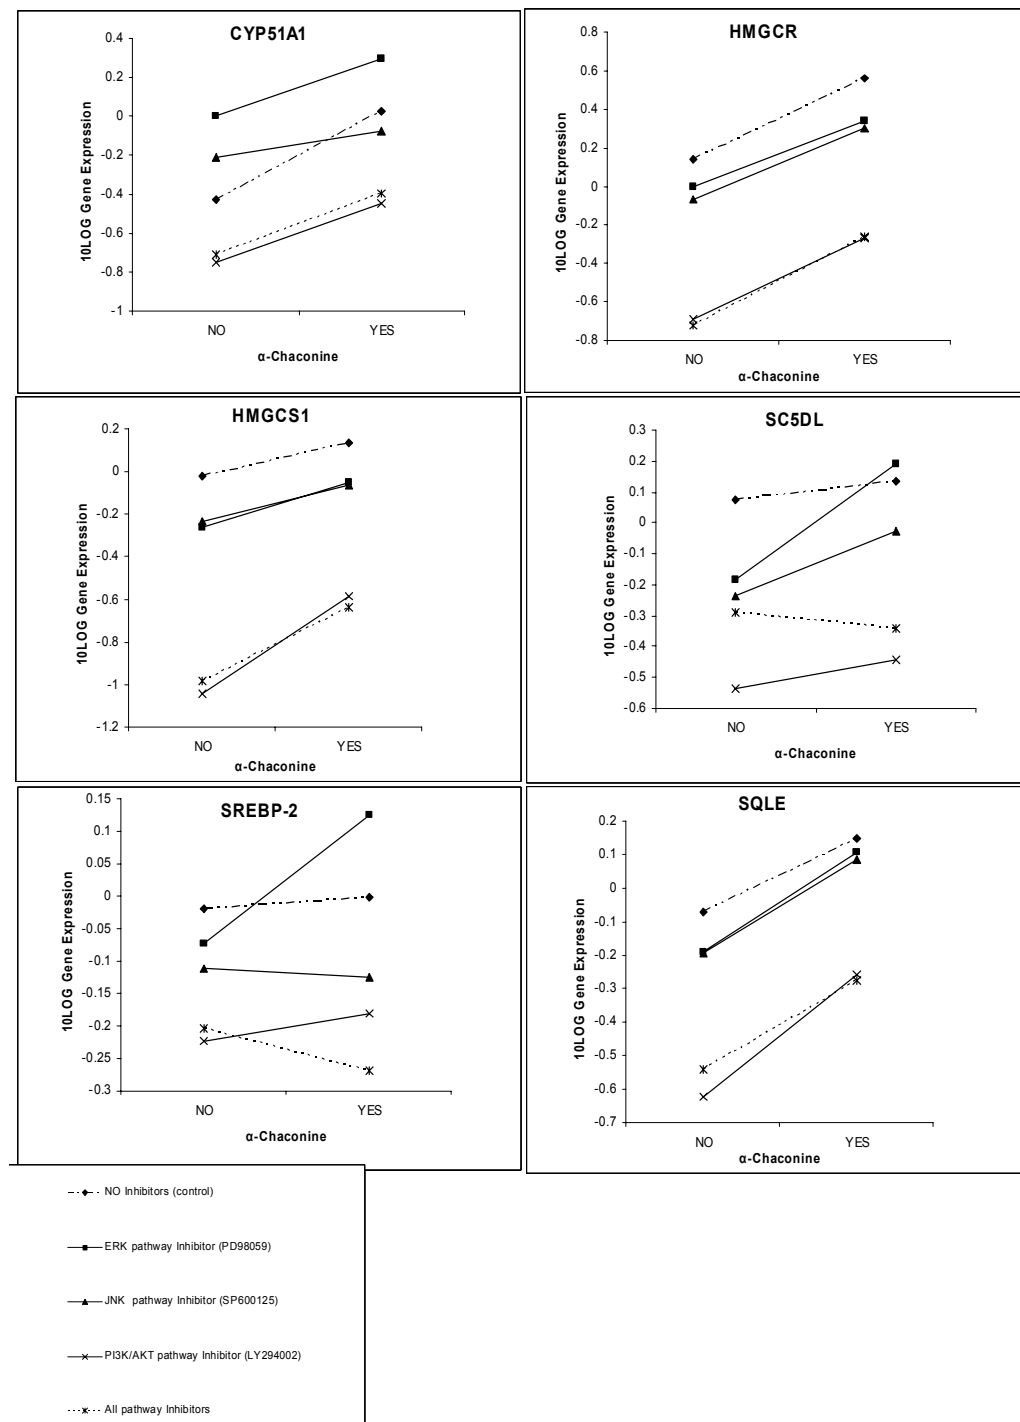 CYP51A1
0.4
0.2
0
-0.2
-0.4
-0.6
-0.8
-1
10LOG Gene Expression
NO YES
α-Chaconine
HMGCR
0.8
0.6
0.4
0.2
0
-0.2
-0.4
-0.6
-0.8
10LOG Gene Expression
NO YES
α-Chaconine
HMGCS1
0.2
0
-0.2
-0.4
-0.6
-0.8
-1
-1.2
10LOG Gene Expression
NO YES
α-Chaconine
SC5DL
0.3
0.2
0.1
0
-0.1
-0.2
-0.3
-0.4
-0.5
-0.6
10LOG Gene Expression
NO YES
α-Chaconine
SREBP-2
0.15
0.1
0.05
0
-0.05
-0.1
-0.15
-0.2
-0.25
-0.3
10LOG Gene Expression
NO YES
α-Chaconine
SQLE
0.2
0.1
0
-0.1
-0.2
-0.3
-0.4
-0.5
-0.6
-0.7
10LOG Gene Expression
NO YES
α-Chaconine
NO Inhibitors (control)
ERK pathway Inhibitor (PD98059)
JNK pathway Inhibitor (SP600125)
PI3K/AKT pathway Inhibitor (LY294002)
All pathway Inhibitors